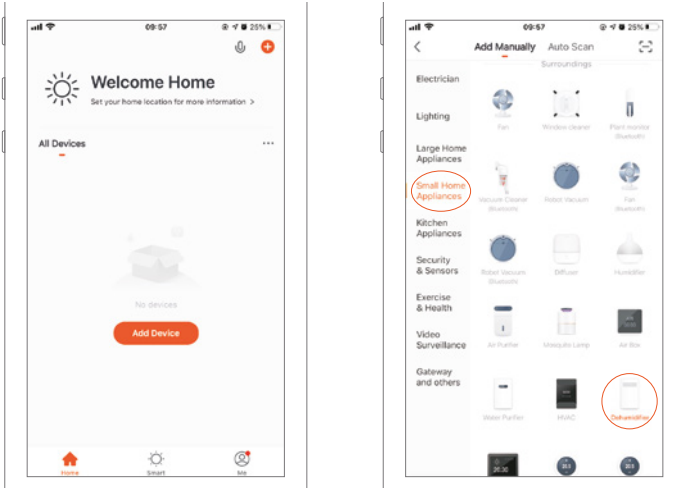 09:57
25%
Welcome Home
Set your home location for more information >
All Devices
No devices
Add Device
Home
Smart
Me
09:57
25%
Add Manually
Auto Scan
Surroundings
Electrician
Lighting
Large Home
Appliances
Small Home
Appliances
Kitchen
Appliances
Security
& Sensors
Exercise
& Health
Video
Surveillance
Gateway
and others
Fan
Window cleaner
Plant monitor
(Bluetooth)
Vacuum Cleaner
(Bluetooth)
Robot Vacuum
Fan
(Bluetooth)
Robot Vacuum
(Bluetooth)
Diffuser
Humidifier
Air Purifier
Mosquito Lamp
Air Box
Water Purifier
HVAC
Dehumidifier
20:30